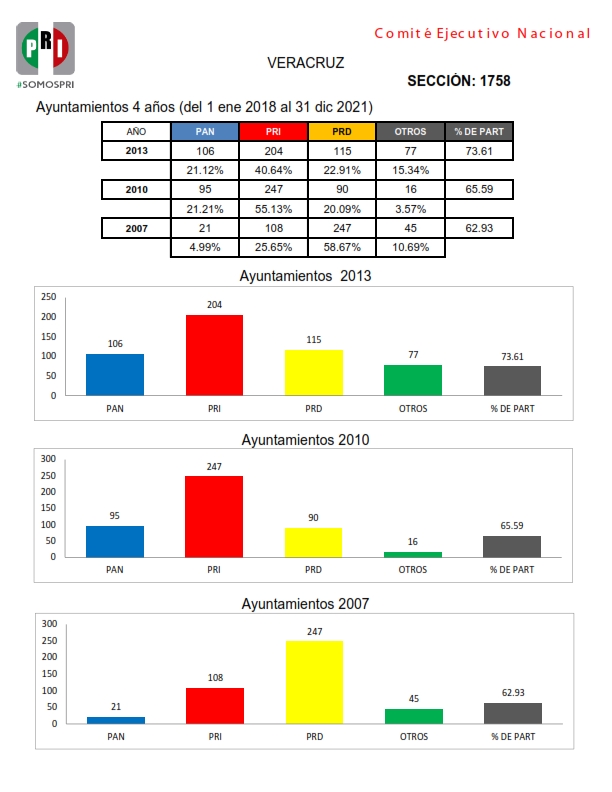 Comité Ejecutivo Nacional
PRI
#SOMOSPRI
VERACRUZ
SECCIÓN: 1758
Ayuntamientos 4 años (del 1 ene 2018 al 31 dic 2021)
AÑO PAN PRI PRD OTROS % DE PART
2013 106 204 115 77 73.61
21.12% 40.64% 22.91% 15.34%
2010 95 247 90 16 65.59
21.21% 55.13% 20.09% 3.57%
2007 21 108 247 45 62.93
4.99% 25.65% 58.67% 10.69%
Ayuntamientos 2013
250
200
150
100
50
0
106 204 115 77 73.61
PAN PRI PRD OTROS % DE PART
Ayuntamientos 2010
300
250
200
150
100
50
0
95 247 90 16 65.59
PAN PRI PRD OTROS % DE PART
Ayuntamientos 2007
300
250
200
150
100
50
0
21 108 247 45 62.93
PAN PRI PRD OTROS % DE PART